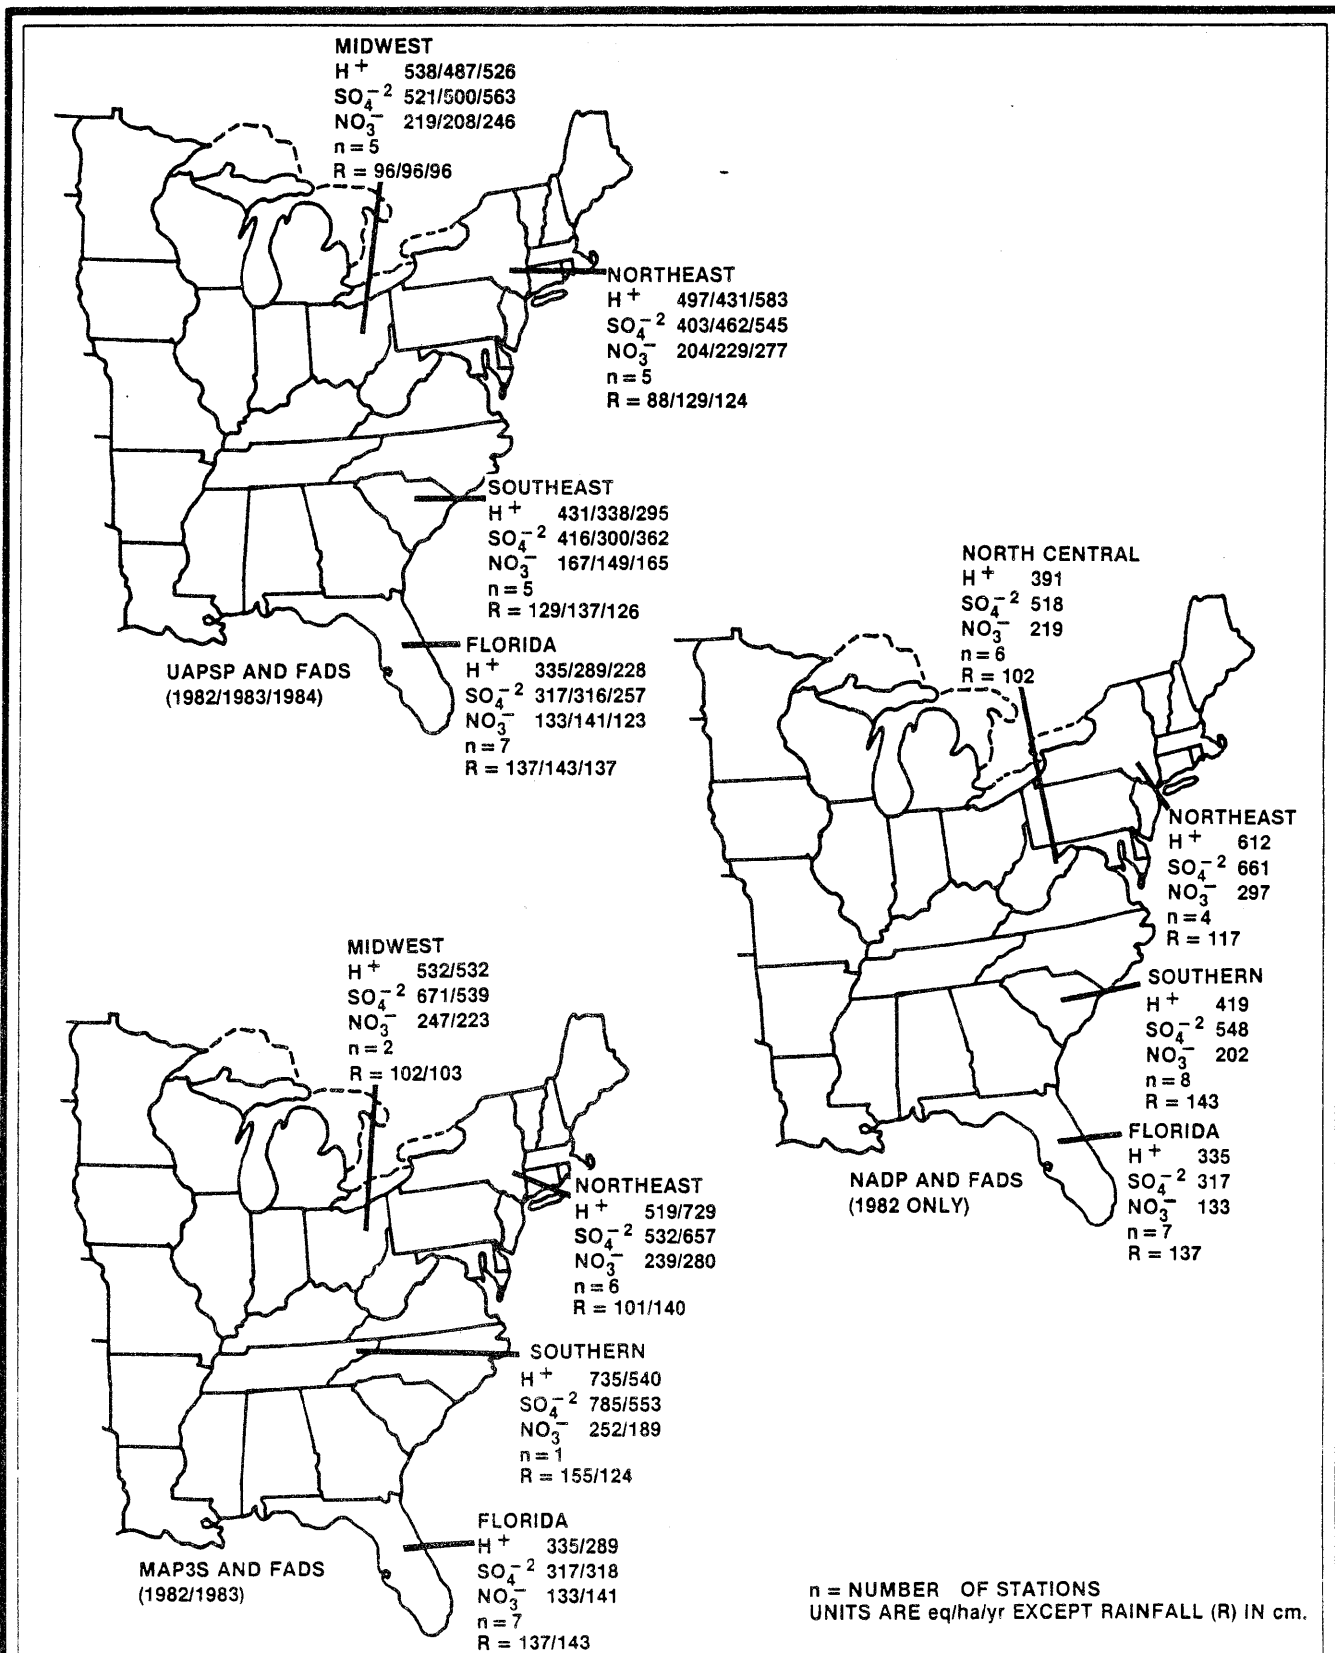 MIDWEST
H+ 538/487/526
SO4-2 521/500/563
NO3- 219/208/246
n = 5
R = 96/96/96
NORTHEAST
H+ 497/431/583
SO4-2 403/462/545
NO3- 204/229/277
n = 5
R = 88/129/124
SOUTHEAST
H+ 431/338/295
SO4-2 416/300/362
NO3- 167/149/165
n = 5
R = 129/137/126
FLORIDA
H+ 335/289/228
SO4-2 317/316/257
NO3- 133/141/123
n = 7
R = 137/143/137
UAPSP AND FADS
(1982/1983/1984)
NORTH CENTRAL
H+ 391
SO4-2 518
NO3- 219
n = 6
R = 102
NORTHEAST
H+ 612
SO4-2 661
NO3- 297
n = 4
R = 117
SOUTHERN
H+ 419
SO4-2 548
NO3- 202
n = 8
R = 143
FLORIDA
H+ 335
SO4-2 317
NO3- 133
n = 7
R = 137
NADP AND FADS
(1982 ONLY)
MIDWEST
H+ 532/532
SO4-2 671/539
NO3- 247/223
n = 2
R = 102/103
NORTHEAST
H+ 519/729
SO4-2 532/657
NO3- 239/280
n = 6
R = 101/140
SOUTHERN
H+ 735/540
SO4-2 785/553
NO3- 252/189
n = 1
R = 155/124
FLORIDA
H+ 335/289
SO4-2 317/318
NO3- 133/141
n = 7
R = 137/143
MAP3S AND FADS
(1982/1983)
n = NUMBER OF STATIONS
UNITS ARE eq/ha/yr EXCEPT RAINFALL (R) IN cm.